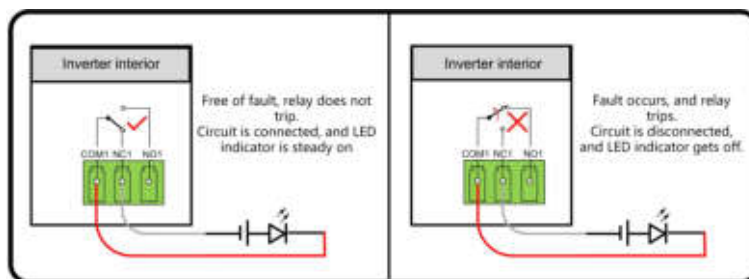 Inverter interior
Free of fault, relay does not
trip.
Circuit is connected, and LED
indicator is steady on
COM1 NC1 NO1
Inverter interior
Fault occurs, and relay
trips.
Circuit is disconnected,
and LED indicator gets off.
COM1 NC1 NO1